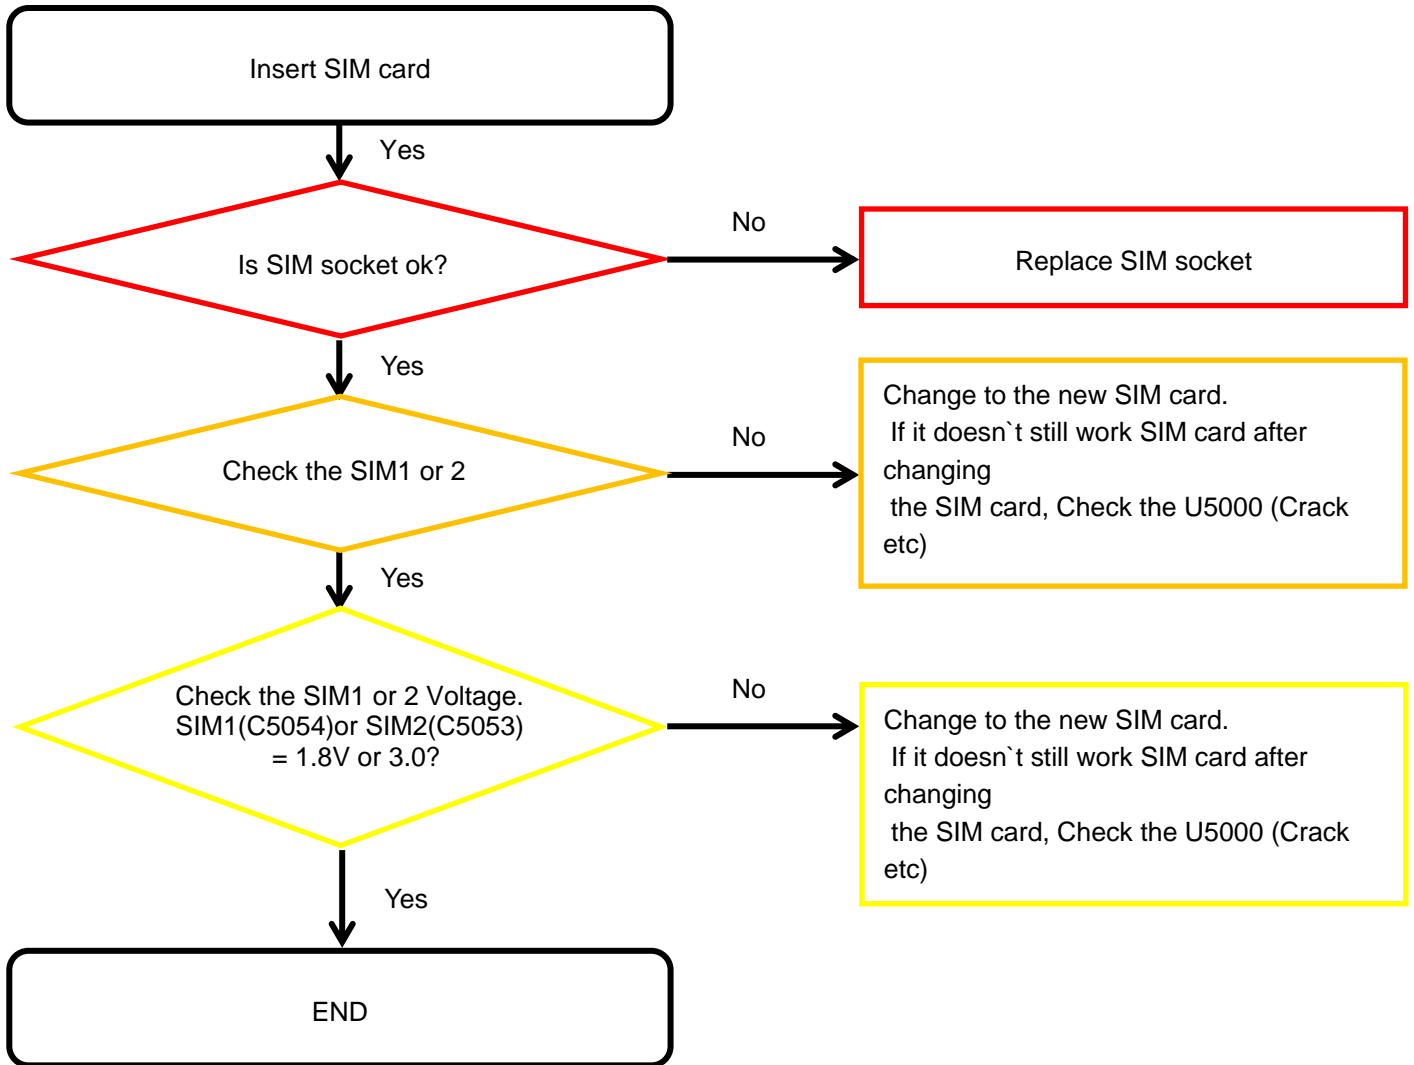 Insert SIM card
Yes
Is SIM socket ok?
No
Replace SIM socket
Yes
Check the SIM1 or 2
No
Change to the new SIM card.
If it doesn`t still work SIM card after
changing
the SIM card, Check the U5000 (Crack
etc)
Yes
Check the SIM1 or 2 Voltage.
SIM1(C5054)or SIM2(C5053)
= 1.8V or 3.0?
No
Change to the new SIM card.
If it doesn`t still work SIM card after
changing
the SIM card, Check the U5000 (Crack
etc)
Yes
END